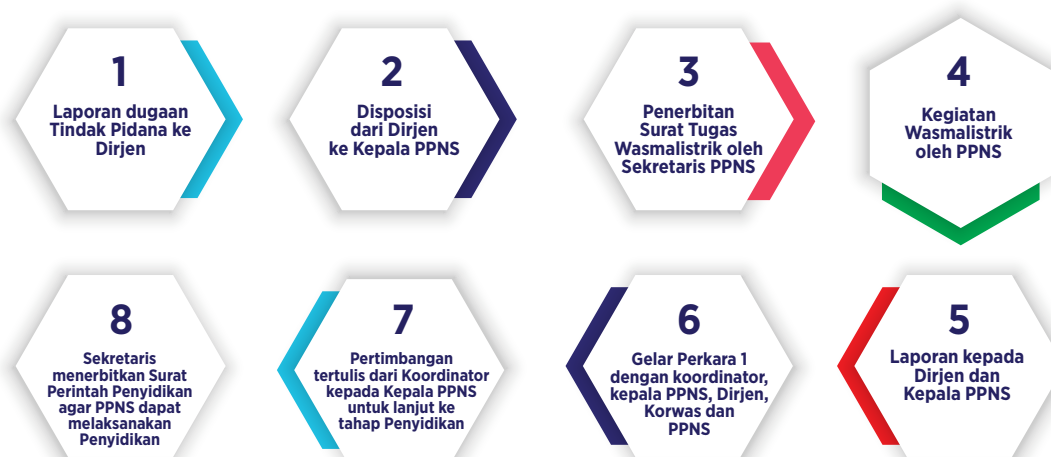 1
Laporan dugaan
Tindak Pidana ke
Dirjen
2
Disposisi
dari Dirjen
ke Kepala PPNS
3
Penerbitan
Surat Tugas
Wasmalistrik oleh
Sekretaris PPNS
4
Kegiatan
Wasmalistrik
oleh PPNS
5
Laporan kepada
Dirjen dan
Kepala PPNS
6
Gelar Perkara 1
dengan koordinator,
kepala PPNS, Dirjen,
Korwas dan
PPNS
7
Pertimbangan
tertulis dari Koordinator
kepada Kepala PPNS
untuk lanjut ke
tahap Penyidikan
8
Sekretaris
menerbitkan Surat
Perintah Penyidikan
agar PPNS dapat
melaksanakan
Penyidikan